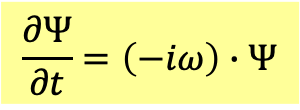 ∂Ψ/∂t = (−iω) · Ψ